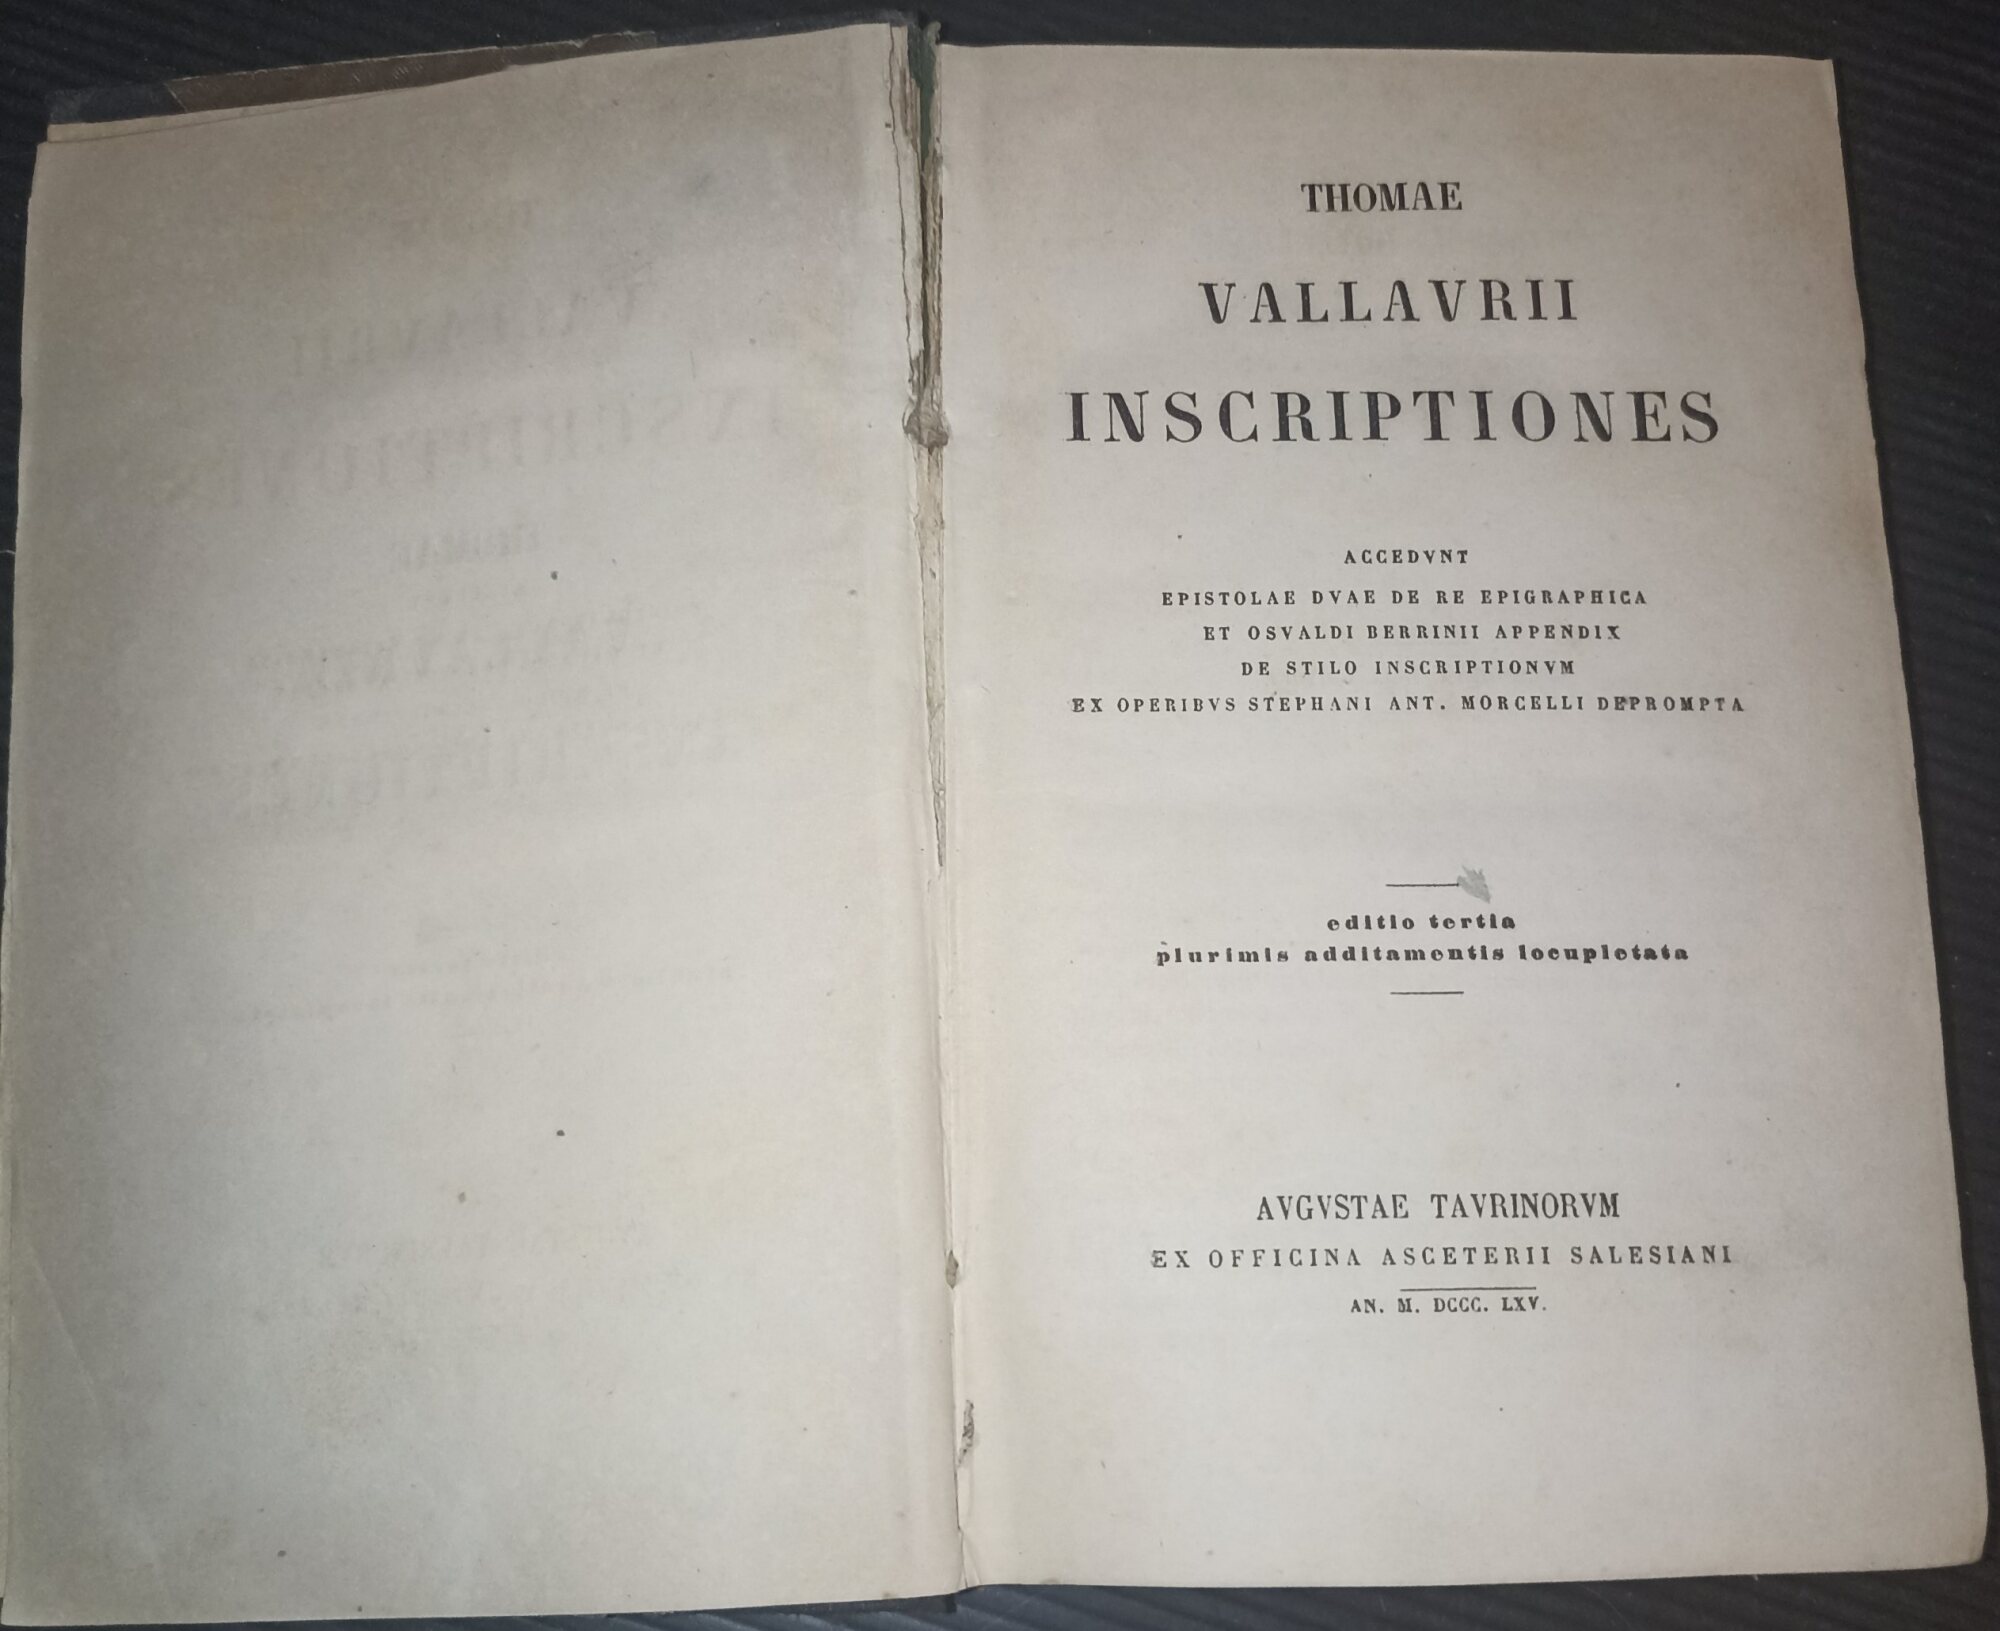 THOMAE
VALLAVRII
INSCRIPTIONES
ACCEDVNT
EPISTOLAE DVAE DE RE EPIGRAPHICA
ET OSVALDI BERRINII APPENDIX
DE STILO INSCRIPTIONVM
EX OPERIBVS STEPHANI ANT. MORCELLI DEPROMPTA
editio tertia
plurimis additamentis locupletata
AVGVSTAE TAVRINORVM
EX OFFICINA ASCETERII SALESIANI
AN. M. DCCC. LXV.